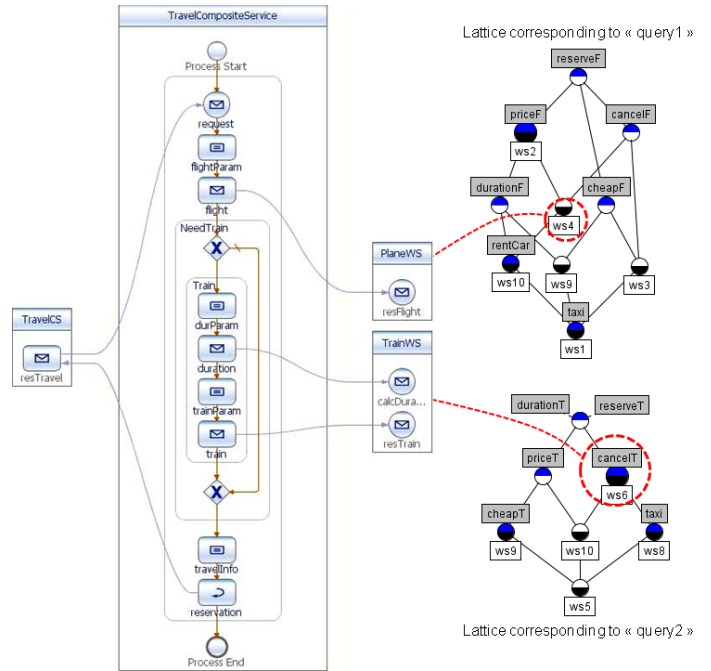 TravelCompositeService
Process Start
request
flightParam
flight
NeedTrain
X
Train
durParam
duration
trainParam
train
X
travelInfo
reservation
Process End
TravelCS
resTravel
PlaneWS
resFlight
TrainWS
calcDura...
resTrain
Lattice corresponding to « query1 »
reserveF
priceF
cancelF
ws2
durationF
cheapF
ws4
rentCar
ws10
ws9
ws3
taxi
ws1
durationT
reserveT
priceT
cancelT
ws6
cheapT
taxi
ws9
ws10
ws8
ws5
Lattice corresponding to « query2 »